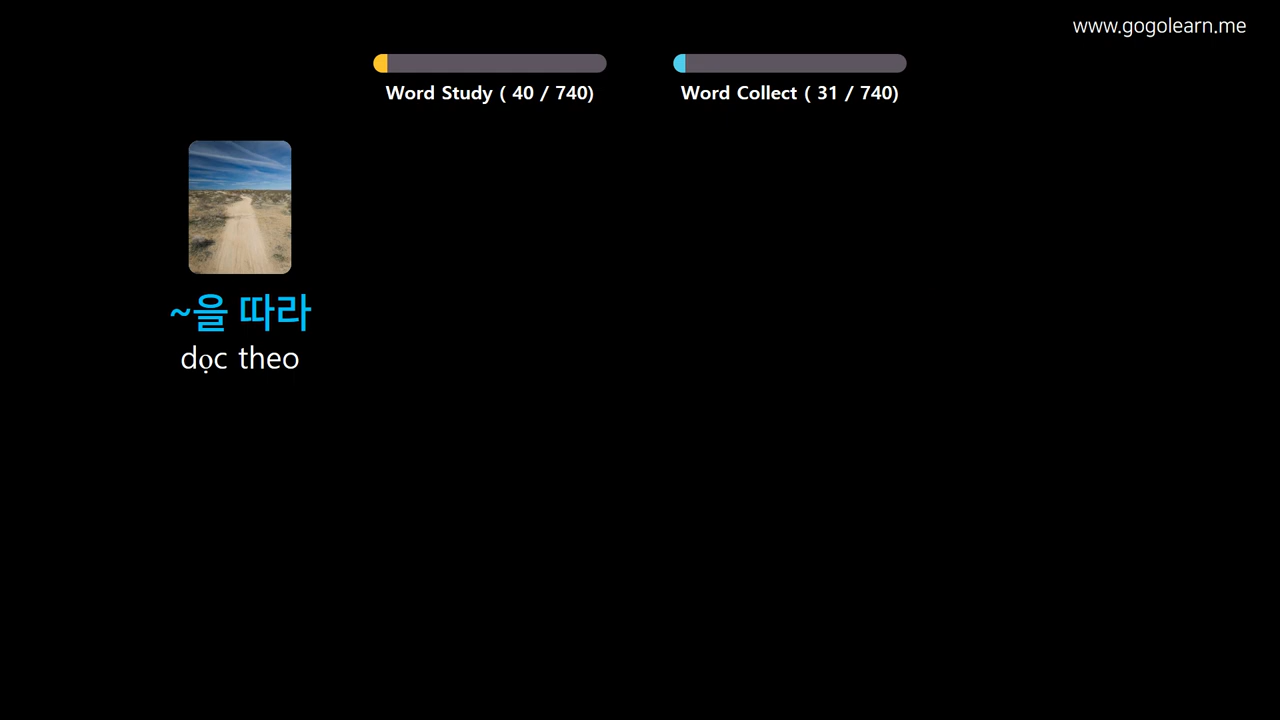 www.gogolearn.me
Word Study ( 40 / 740)
Word Collect ( 31 / 740)
~을 따라
dọc theo